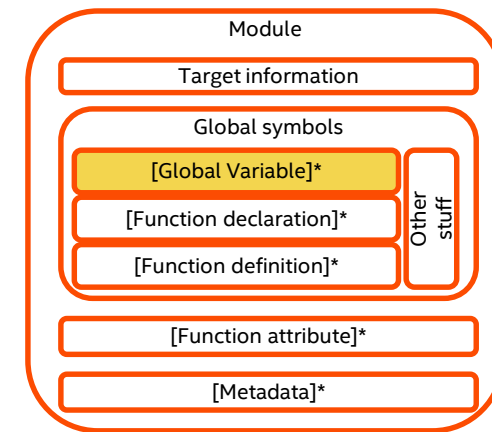 Module
Target information
Global symbols
[Global Variable]*
[Function declaration]*
[Function definition]*
Other
stuff
[Function attribute]*
[Metadata]*